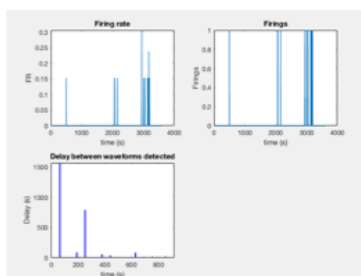 Firing rate
0.3
0.25
0.2
0.15
0.1
0.05
0
FR
0 1000 2000 3000 4000
time (s)
Firings
1
0.8
0.6
0.4
0.2
0
Firings
0 1000 2000 3000 4000
time (s)
Delay between waveforms detected
1500
1000
500
0
Delay (s)
0 200 400 600 800
time (s)